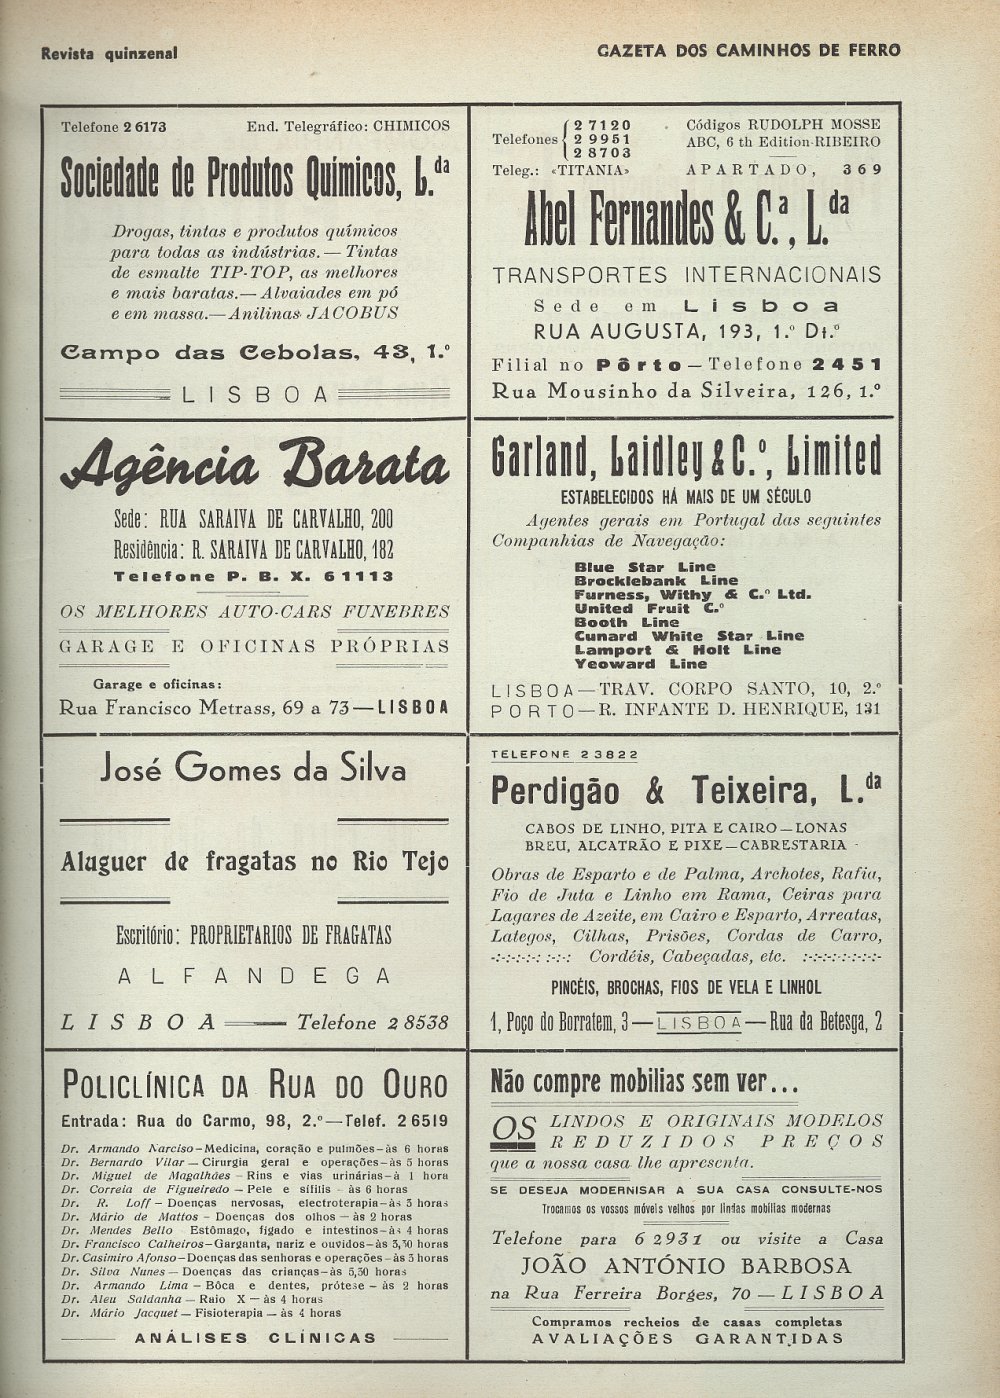 Revista quinzenal
GAZETA DOS CAMINHOS DE FERRO
Telefone 2 6173 End. Telegráfico: CHIMICOS
Sociedade de Produtos Químicos, L.da
Drogas, tintas e produtos químicos
para todas as indústrias. — Tintas
de esmalte TIP-TOP, as melhores
e mais baratas. — Alvaiades em pó
e em massa. — Anilinas JACOBUS
Campo das Cebolas, 43, 1.º
LISBOA
Telefones { 2 7120
2 9951
2 8703
Códigos RUDOLPH MOSSE
ABC, 6 th Edition-RIBEIRO
Teleg.: «TITANIA» APARTADO, 369
Abel Fernandes & C.ª, L.da
TRANSPORTES INTERNACIONAIS
Sede em Lisboa
RUA AUGUSTA, 193, 1.º Dt.º
Filial no Pôrto — Telefone 2451
Rua Mousinho da Silveira, 126, 1.º
Agência Barata
Sede: RUA SARAIVA DE CARVALHO, 200
Residência: R. SARAIVA DE CARVALHO, 182
Telefone P. B. X. 61113
OS MELHORES AUTO-CARS FUNEBRES
GARAGE E OFICINAS PRÓPRIAS
Garage e oficinas:
Rua Francisco Metrass, 69 a 73 — LISBOA
Garland, Laidley & C.º, Limited
ESTABELECIDOS HÁ MAIS DE UM SÉCULO
Agentes gerais em Portugal das seguintes
Companhias de Navegação:
Blue Star Line
Brocklebank Line
Furness, Withy & C.º Ltd.
United Fruit C.º
Booth Line
Cunard White Star Line
Lamport & Holt Line
Yeoward Line
LISBOA — TRAV. CORPO SANTO, 10, 2.º
PORTO — R. INFANTE D. HENRIQUE, 131
José Gomes da Silva
Aluguer de fragatas no Rio Tejo
Escritório: PROPRIETARIOS DE FRAGATAS
ALFANDEGA
LISBOA — Telefone 2 8538
TELEFONE 23822
Perdigão & Teixeira, L.da
CABOS DE LINHO, PITA E CAIRO — LONAS
BREU, ALCATRÃO E PIXE — CABRESTARIA -
Obras de Esparto e de Palma, Archotes, Rafia,
Fio de Juta e Linho em Rama, Ceiras para
Lagares de Azeite, em Cairo e Esparto, Arreatas,
Lategos, Cilhas, Prisões, Cordas de Carro,
-:-:-:-:-: :-:-: Cordéis, Cabeçadas, etc. :-:-:-:-:-:-:-:-
PINCÉIS, BROCHAS, FIOS DE VELA E LINHOL
1, Poço do Borratem, 3 — LISBOA — Rua da Betesga, 2
POLICLÍNICA DA RUA DO OURO
Entrada: Rua do Carmo, 98, 2.º — Telef. 2 6519
Dr. Armando Narciso — Medicina, coração e pulmões — às 6 horas
Dr. Bernardo Vilar — Cirurgia geral e operações — às 5 horas
Dr. Miguel de Magalhães — Rins e vias urinárias — à 1 hora
Dr. Correia de Figueiredo — Pele e sífilis - às 6 horas
Dr. R. Loff — Doenças nervosas, electroterapia — às 3 horas
Dr. Mário de Mattos - Doenças dos olhos — às 2 horas
Dr. Mendes Bello - Estômago, fígado e intestinos — às 4 horas
Dr. Francisco Calheiros — Garganta, nariz e ouvidos — às 3,30 horas
Dr. Casimiro Afonso — Doenças das senhoras e operações — às 3 horas
Dr. Silva Nunes — Doenças das crianças — às 5,30 horas
Dr. Armando Lima — Bôca e dentes, prótese - às 2 horas
Dr. Aleu Saldanha — Raio X — às 4 horas
Dr. Mário Jacquet — Fisioterapia — às 4 horas
ANÁLISES CLÍNICAS
Não compre mobilias sem ver...
OS LINDOS E ORIGINAIS MODELOS
REDUZIDOS PREÇOS
que a nossa casa lhe apresenta.
SE DESEJA MODERNISAR A SUA CASA CONSULTE-NOS
Trocamos os vossos móveis velhos por lindas mobilias modernas
Telefone para 6 2931 ou visite a Casa
JOÃO ANTÓNIO BARBOSA
na Rua Ferreira Borges, 70 — LISBOA
Compramos recheios de casas completas
AVALIAÇÕES GARANTIDAS